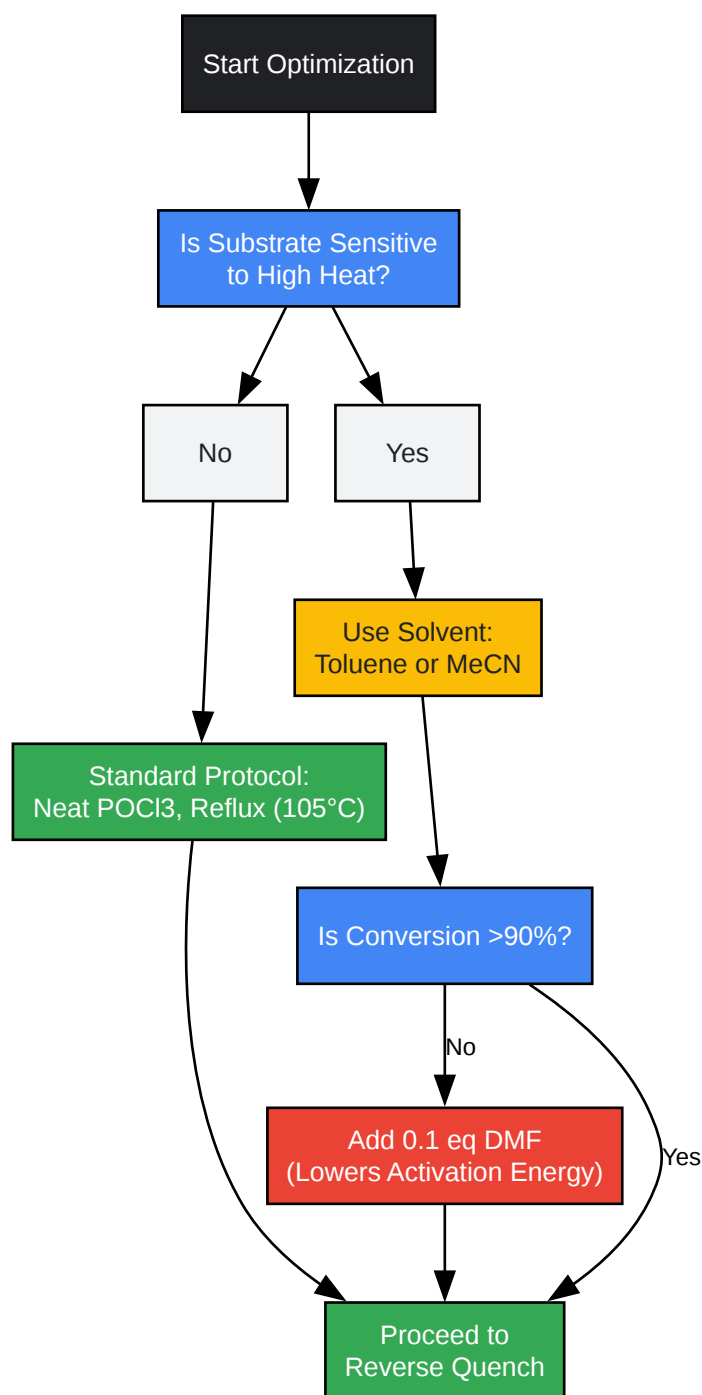 Start Optimization
Is Substrate Sensitive
to High Heat?
No
Yes
Use Solvent:
Toluene or MeCN
Standard Protocol:
Neat POCl3, Reflux (105°C)
Is Conversion >90%?
No
Add 0.1 eq DMF
(Lowers Activation Energy)
Yes
Proceed to
Reverse Quench